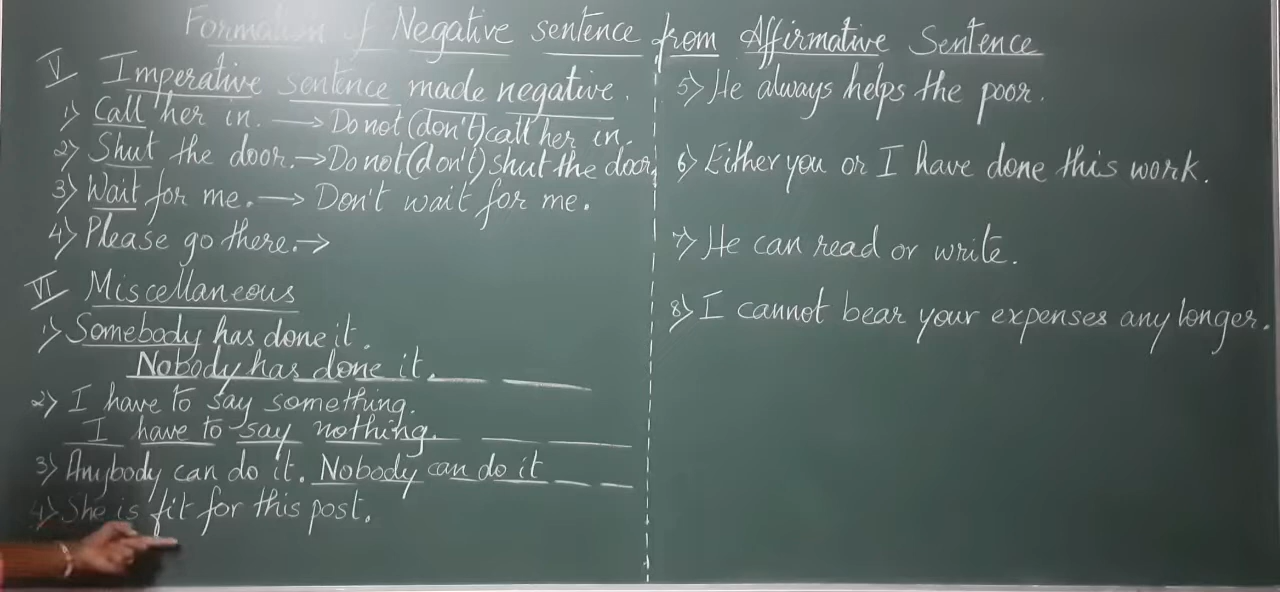 Formation of Negative sentence from Affirmative Sentence
V Imperative sentence made negative.
1) Call her in. → Do not (don't) call her in.
2) Shut the door. → Do not (don't) shut the door.
3) Wait for me. → Don't wait for me.
4) Please go there. →
VI Miscellaneous
1) Somebody has done it.
Nobody has done it.
2) I have to say something.
I have to say nothing.
3) Anybody can do it. Nobody can do it
4) She is fit for this post.
5) He always helps the poor.
6) Either you or I have done this work.
7) He can read or write.
8) I cannot bear your expenses any longer.